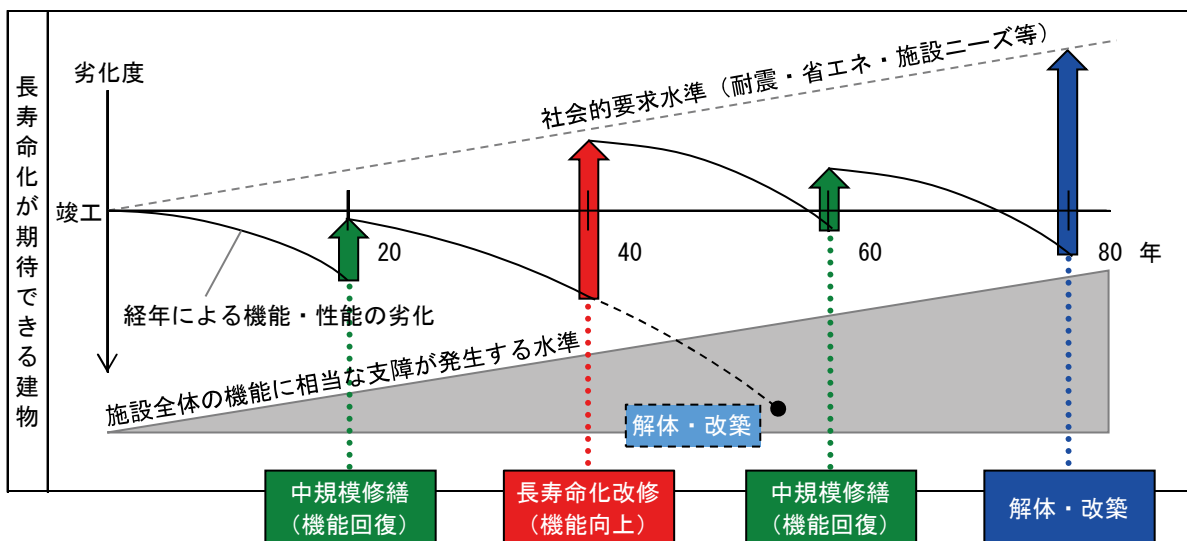 長寿命化が期待できる建物
劣化度
社会的要求水準（耐震・省エネ・施設ニーズ等）
竣工
20
40
60
80
年
経年による機能・性能の劣化
施設全体の機能に相当な支障が発生する水準
解体・改築
中規模修繕
（機能回復）
長寿命化改修
（機能向上）
中規模修繕
（機能回復）
解体・改築